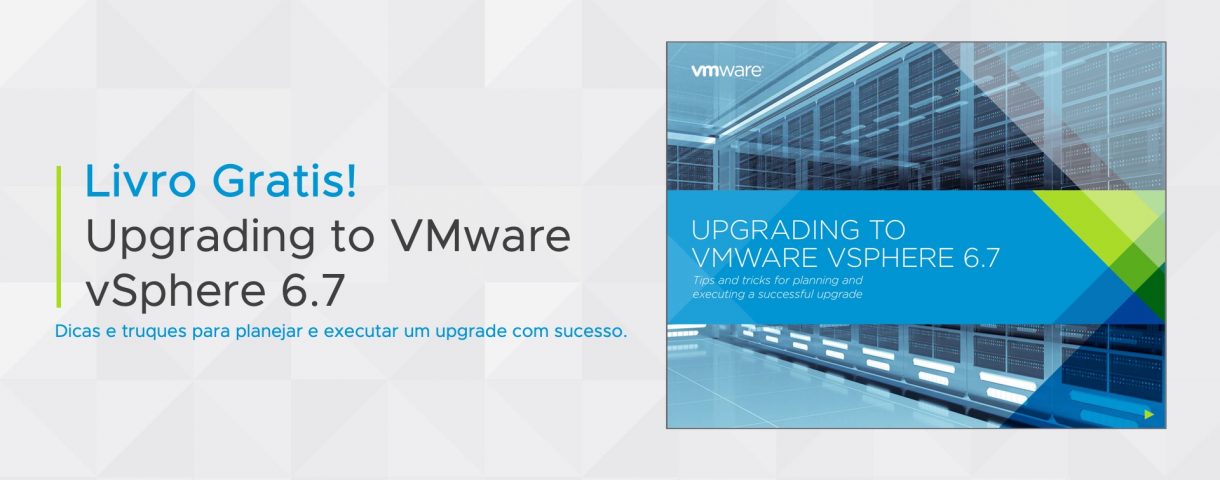 Livro Gratis!
Upgrading to VMware
vSphere 6.7
Dicas e truques para planejar e executar um upgrade com sucesso.
vmware®
UPGRADING TO
VMWARE VSPHERE 6.7
Tips and tricks for planning and
executing a successful upgrade